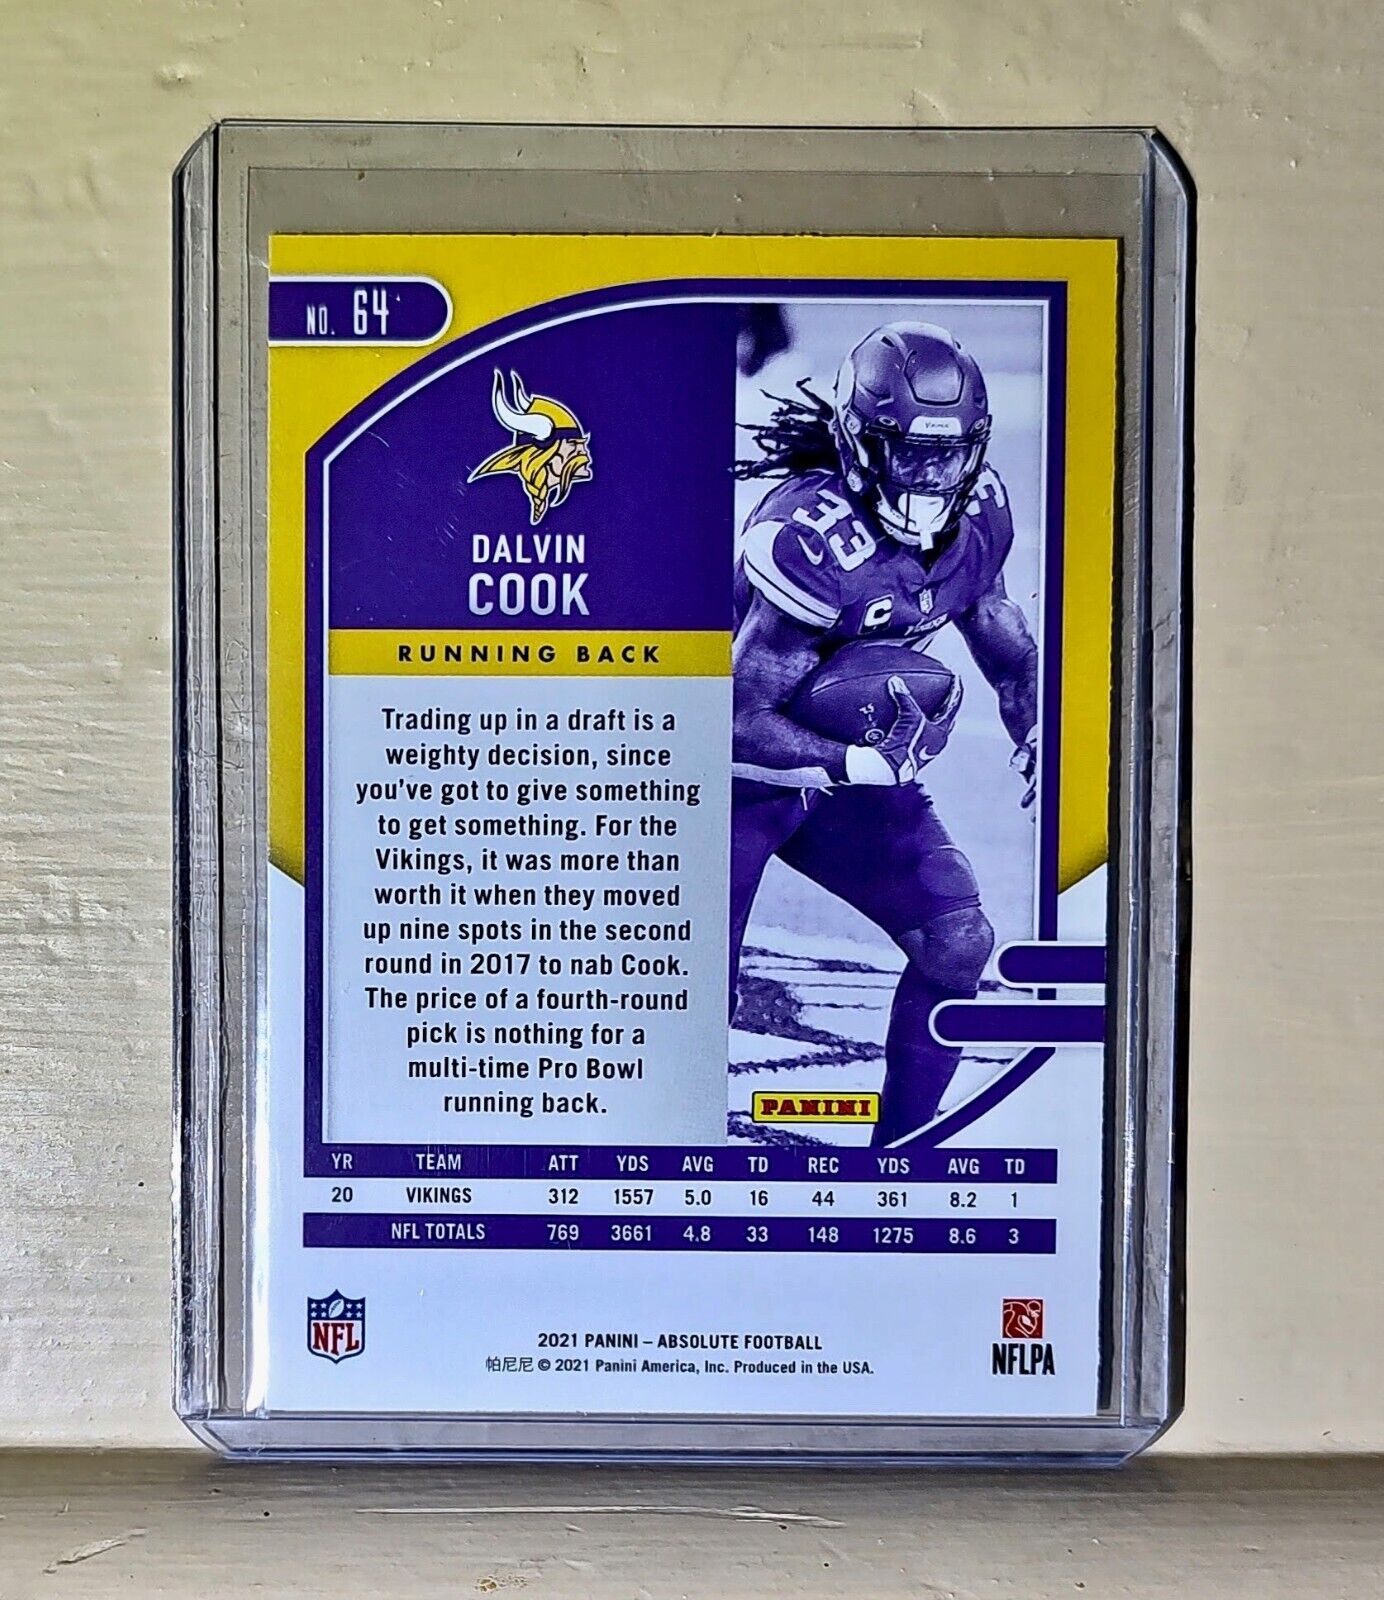 NO. 64
DALVIN
COOK
RUNNING BACK
Trading up in a draft is a
weighty decision, since
you've got to give something
to get something. For the
Vikings, it was more than
worth it when they moved
up nine spots in the second
round in 2017 to nab Cook.
The price of a fourth-round
pick is nothing for a
multi-time Pro Bowl
running back.
VIKINGS
33
C
VIKINGS
PANINI
YR TEAM ATT YDS AVG TD REC YDS AVG TD
20 VIKINGS 312 1557 5.0 16 44 361 8.2 1
NFL TOTALS 769 3661 4.8 33 148 1275 8.6 3
NFL
2021 PANINI – ABSOLUTE FOOTBALL
帕尼尼 © 2021 Panini America, Inc. Produced in the USA.
NFLPA